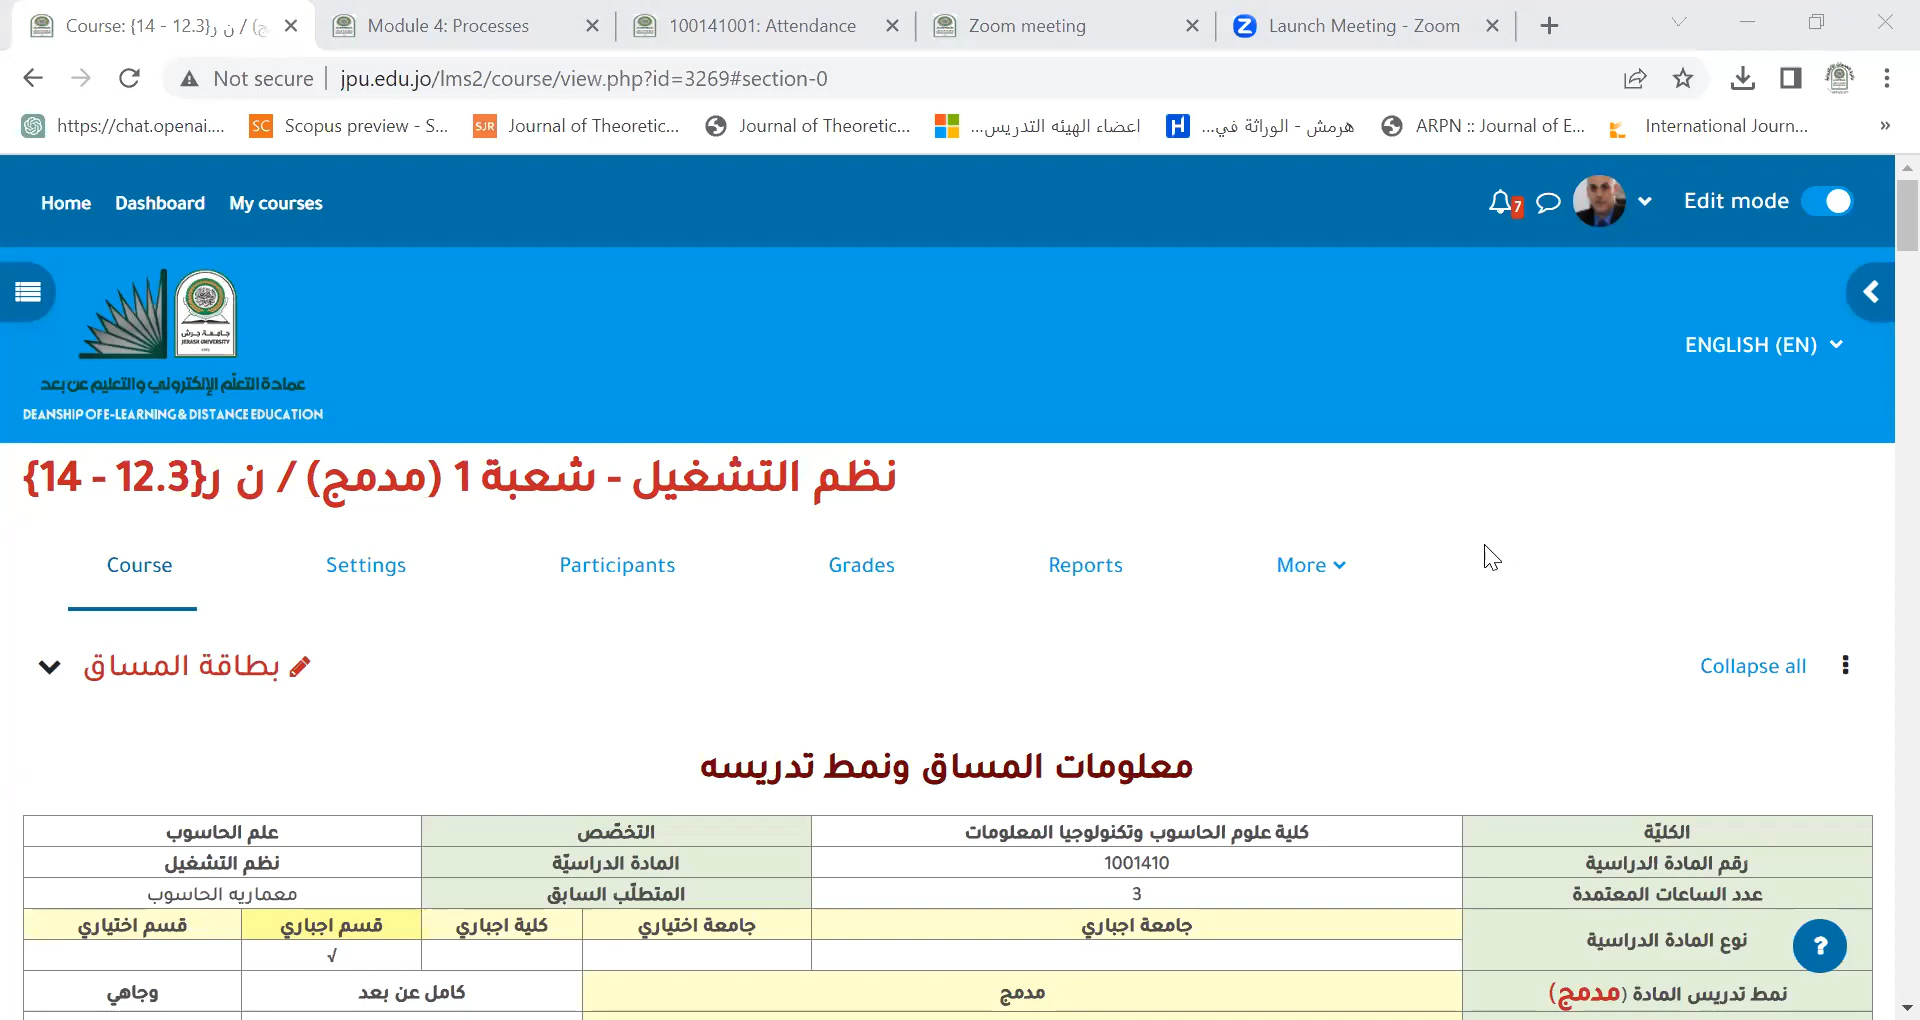 Course: {14 - 12.3}ن ر / (ج
Module 4: Processes
100141001: Attendance
Zoom meeting
Launch Meeting - Zoom
Not secure
jpu.edu.jo/lms2/course/view.php?id=3269#section-0
https://chat.openai....
SC Scopus preview - S...
SJR Journal of Theoretic...
Journal of Theoretic...
اعضاء الهيئه التدريس...
H هرمش - الوراثة في...
ARPN :: Journal of E...
International Journ...
»
Home
Dashboard
My courses
7
Edit mode
جامعة جرش
JERASH UNIVERSITY
عمادة التعلّم الإلكتروني والتعليم عن بعد
DEANSHIP OF E-LEARNING & DISTANCE EDUCATION
ENGLISH (EN)
نظم التشغيل - شعبة 1 (مدمج) / ن ر{12.3 - 14}
Course
Settings
Participants
Grades
Reports
More
بطاقة المساق
Collapse all
معلومات المساق ونمط تدريسه
الكليّة كلية علوم الحاسوب وتكنولوجيا المعلومات التخصّص علم الحاسوب
رقم المادة الدراسية 1001410 المادة الدراسيّة نظم التشغيل
عدد الساعات المعتمدة 3 المتطلّب السابق معماريه الحاسوب
نوع المادة الدراسية جامعة اجباري جامعة اختياري كلية اجباري قسم اجباري قسم اختياري
√
نمط تدريس المادة (مدمج) مدمج كامل عن بعد وجاهي
?